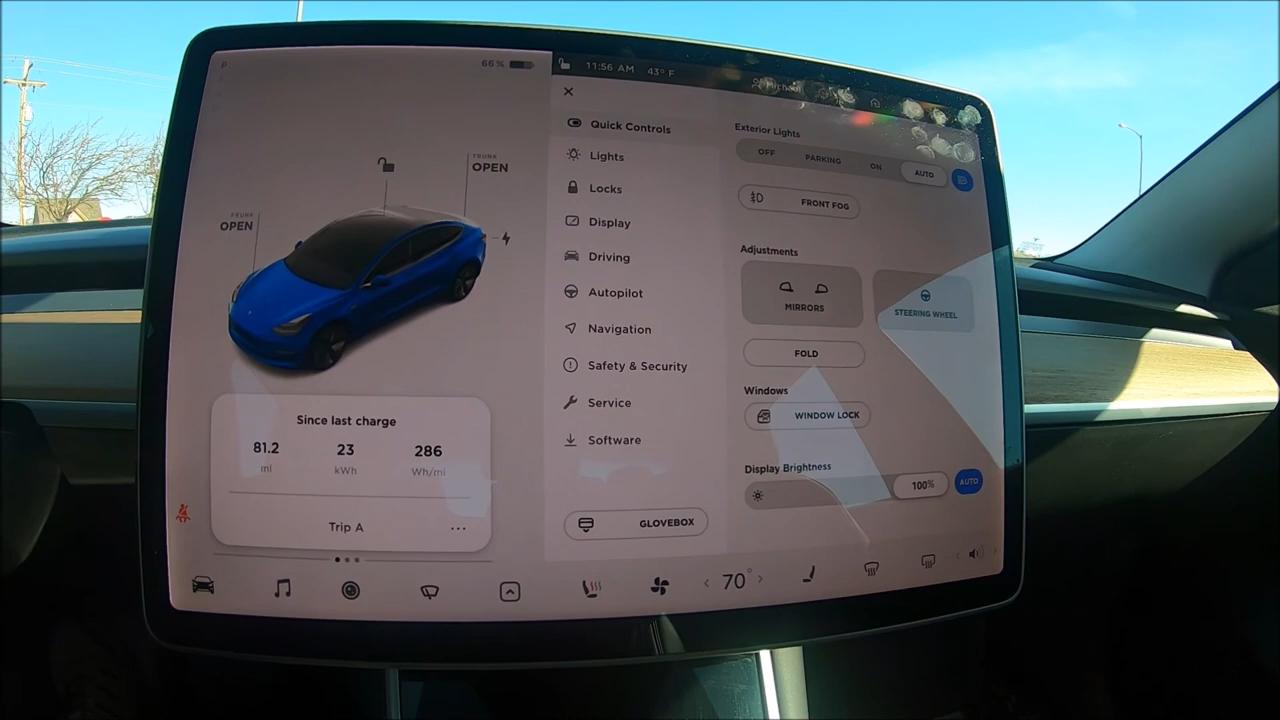 P
66 %
11:56 AM 43° F
Quick Controls
Lights
Locks
Display
Driving
Autopilot
Navigation
Safety & Security
Service
Software
GLOVEBOX
TRUNK
OPEN
FRUNK
OPEN
Since last charge
81.2 23 286
mi kWh Wh/mi
Trip A
...
Exterior Lights
OFF PARKING ON AUTO
FRONT FOG
Adjustments
MIRRORS STEERING WHEEL
FOLD
Windows
WINDOW LOCK
Display Brightness
100% AUTO
< 70° >